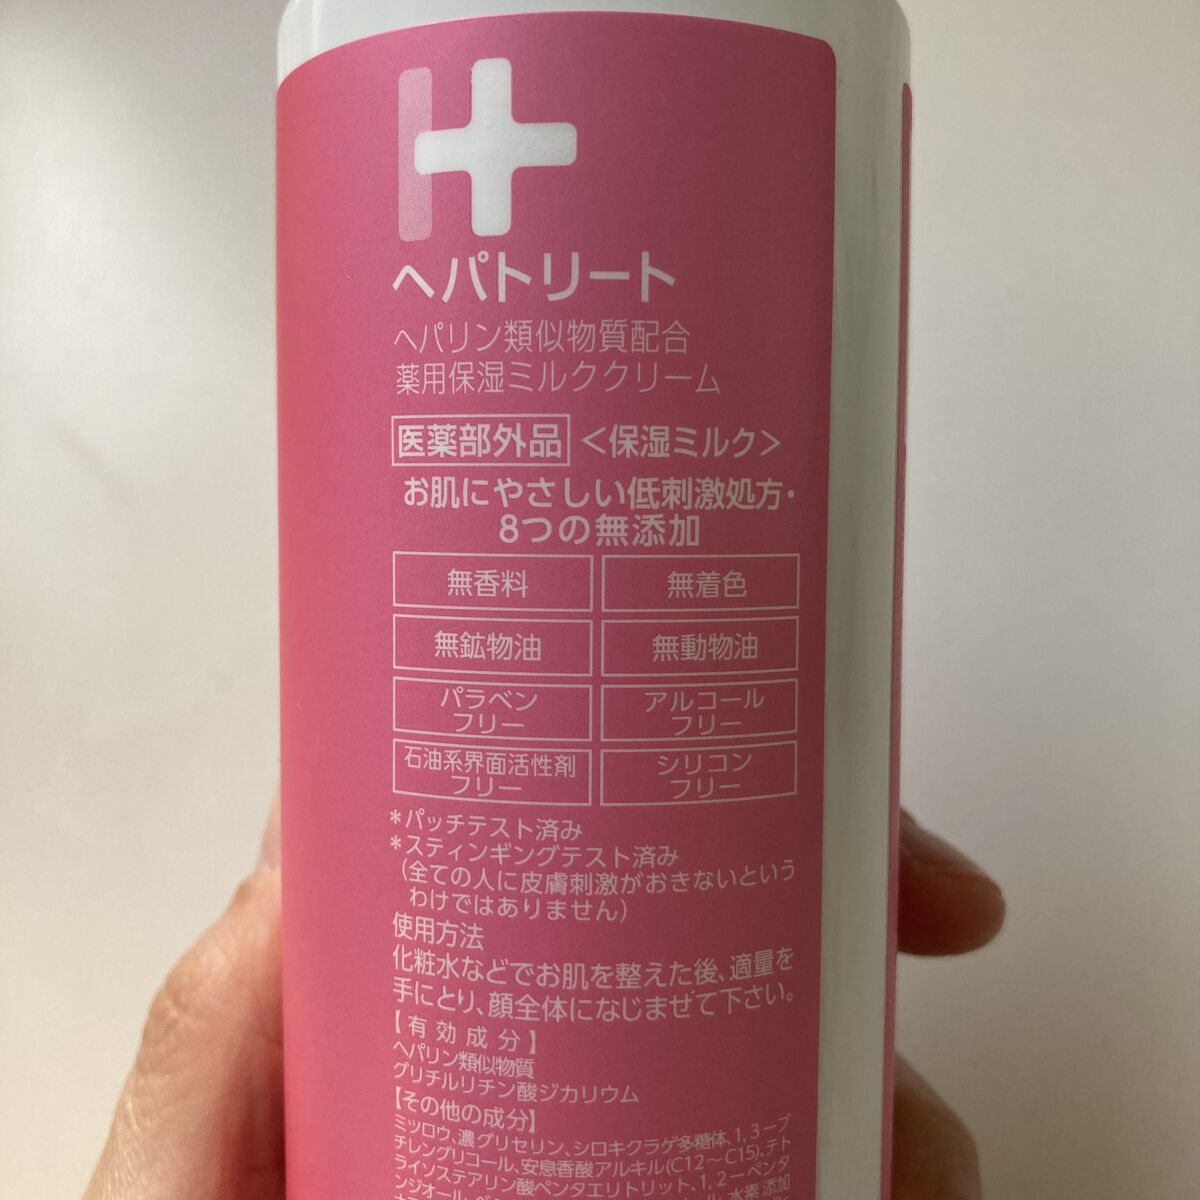 H
ヘパトリート
ヘパリン類似物質配合
薬用保湿ミルククリーム
医薬部外品 <保湿ミルク>
お肌にやさしい低刺激処方・
8つの無添加
無香料 無着色
無鉱物油 無動物油
パラベン
フリー
アルコール
フリー
石油系界面活性剤
フリー
シリコン
フリー
*パッチテスト済み
*スティンギングテスト済み
(全ての人に皮膚刺激がおきないという
わけではありません)
使用方法
化粧水などでお肌を整えた後、適量を
手にとり、顔全体になじませて下さい。
【有効成分】
ヘパリン類似物質
グリチルリチン酸ジカリウム
【その他の成分】
ミツロウ、濃グリセリン、シロキクラゲ多糖体、1,3-ブ
チレングリコール、安息香酸アルキル(C12~C15)、テト
ライソステアリン酸ペンタエリトリット、1,2-ペンタ
ンジオール、
水素添加